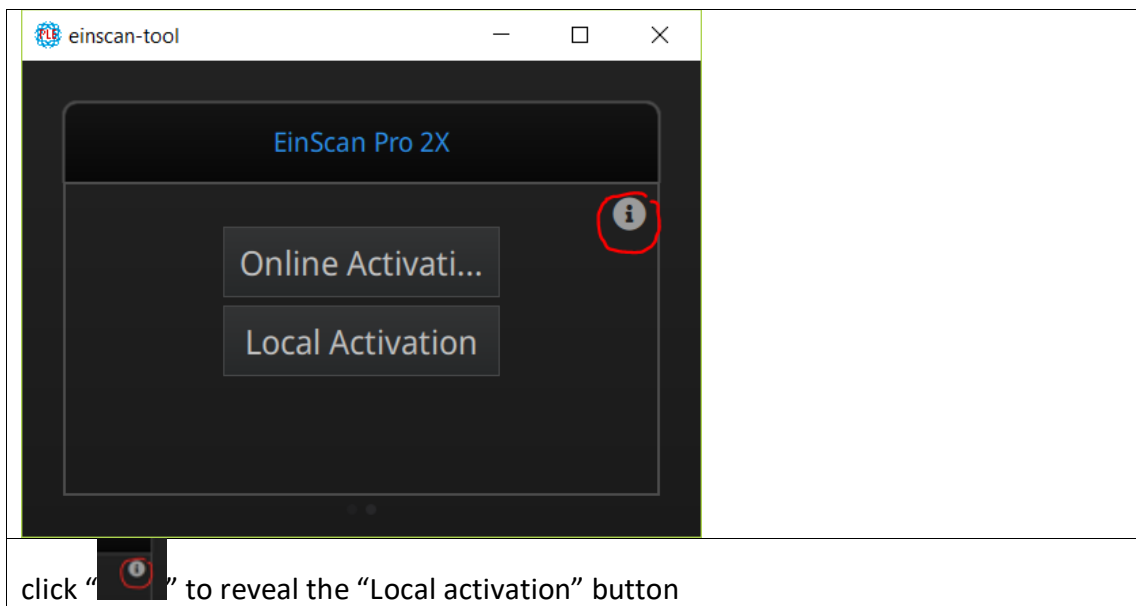 einscan-tool
EinScan Pro 2X
Online Activati...
Local Activation
click “ ” to reveal the “Local activation” button